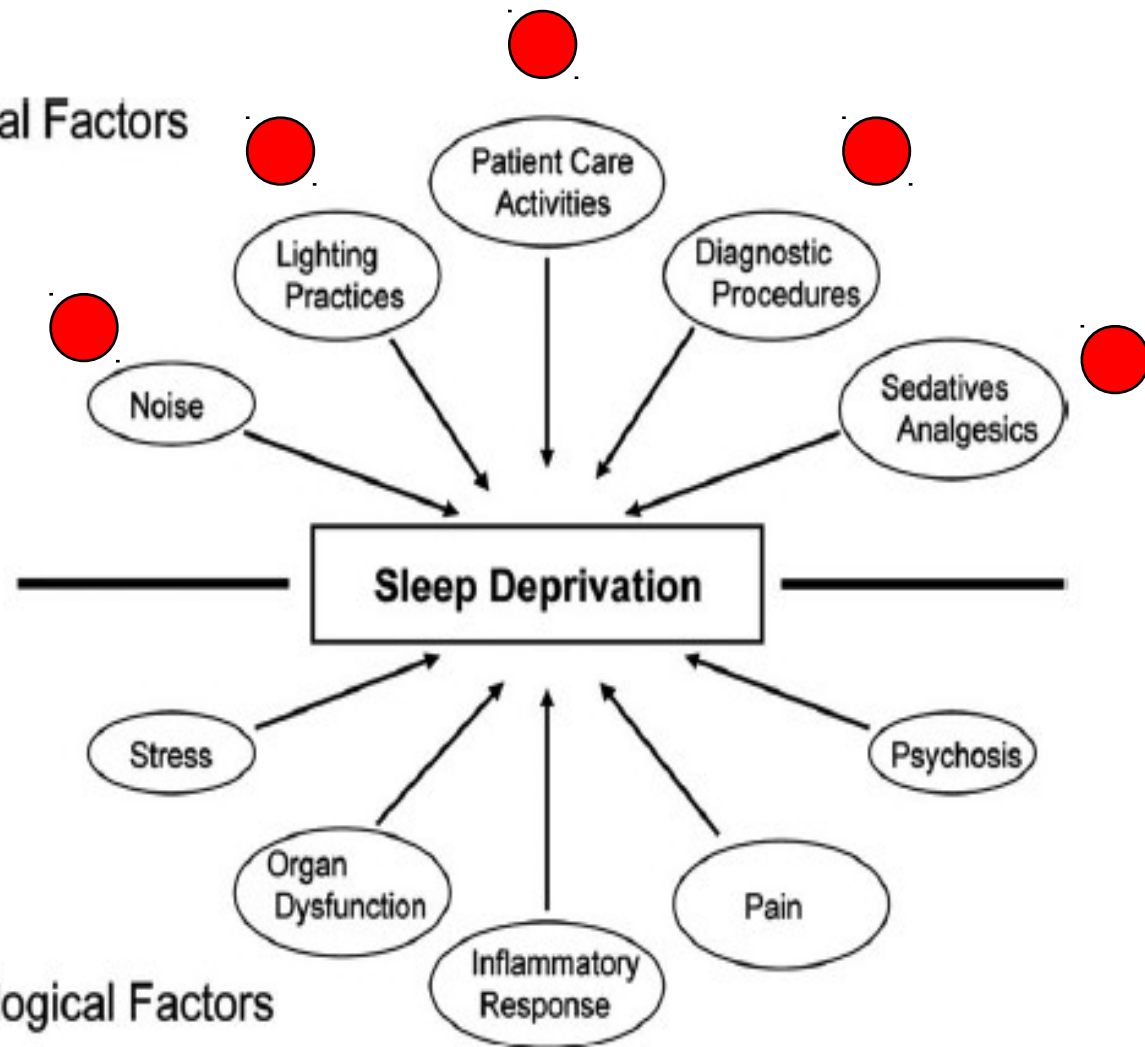 al Factors
Patient Care
Activities
Lighting
Practices
Diagnostic
Procedures
Noise
Sedatives
Analgesics
Sleep Deprivation
Stress
Psychosis
Organ
Dysfunction
Pain
Inflammatory
Response
ogical Factors